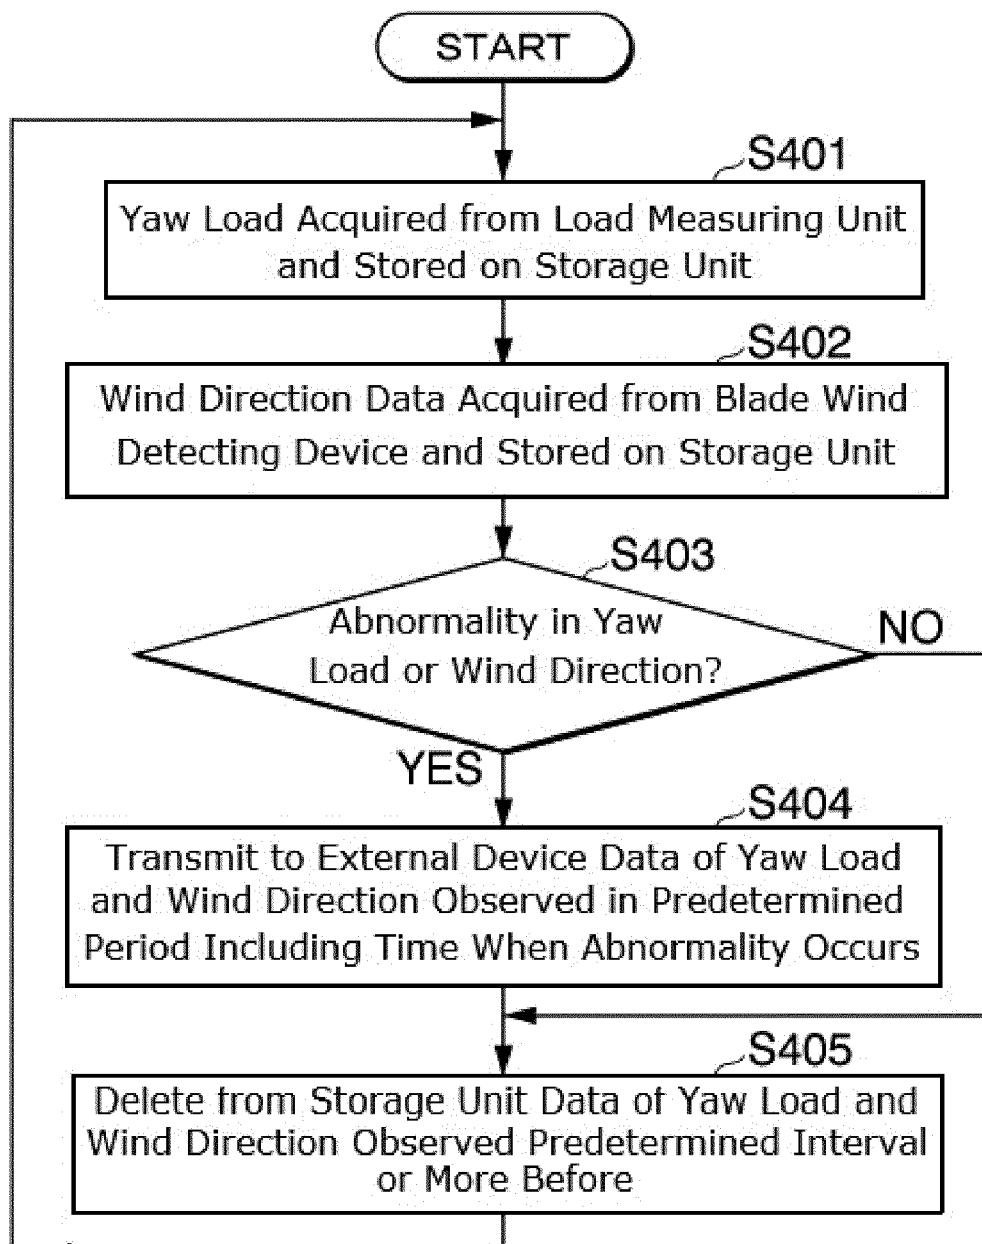 START
S401
Yaw Load Acquired from Load Measuring Unit
and Stored on Storage Unit
S402
Wind Direction Data Acquired from Blade Wind
Detecting Device and Stored on Storage Unit
S403
Abnormality in Yaw
Load or Wind Direction?
NO
YES
S404
Transmit to External Device Data of Yaw Load
and Wind Direction Observed in Predetermined
Period Including Time When Abnormality Occurs
S405
Delete from Storage Unit Data of Yaw Load and
Wind Direction Observed Predetermined Interval
or More Before